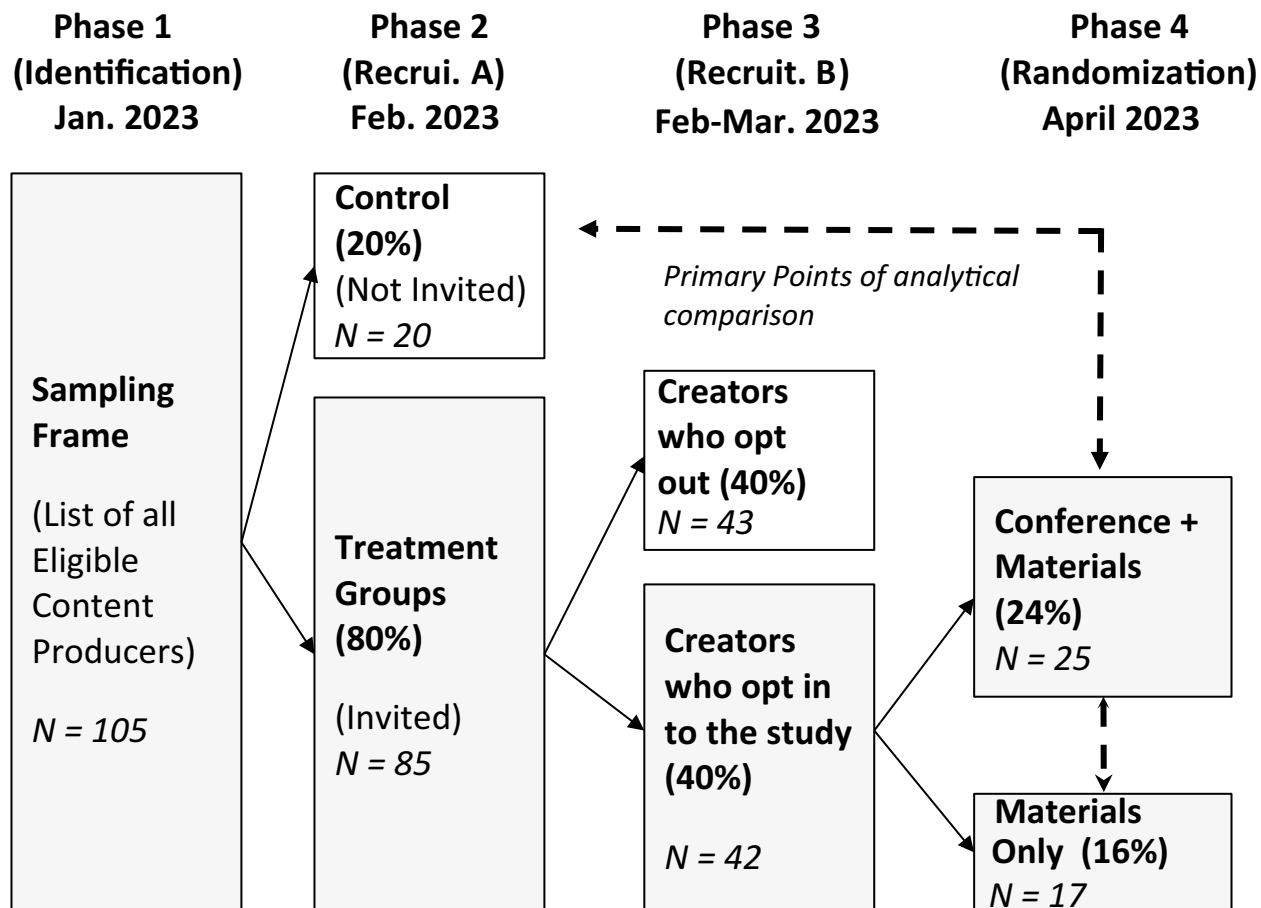 Phase 1
(Identification)
Jan. 2023
Phase 2
(Recrui. A)
Feb. 2023
Phase 3
(Recruit. B)
Feb-Mar. 2023
Phase 4
(Randomization)
April 2023
Sampling
Frame
(List of all
Eligible
Content
Producers)
N = 105
Control
(20%)
(Not Invited)
N = 20
Treatment
Groups
(80%)
(Invited)
N = 85
Primary Points of analytical
comparison
Creators
who opt
out (40%)
N = 43
Creators
who opt in
to the study
(40%)
N = 42
Conference +
Materials
(24%)
N = 25
Materials
Only (16%)
N = 17